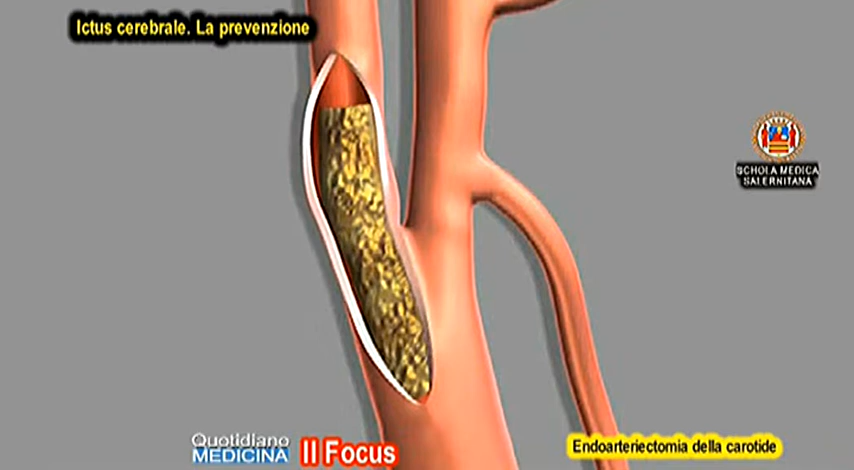 Ictus cerebrale. La prevenzione
SCHOLA MEDICA
SALERNITANA
Quotidiano
MEDICINA
Il Focus
Endoarteriectomia della carotide